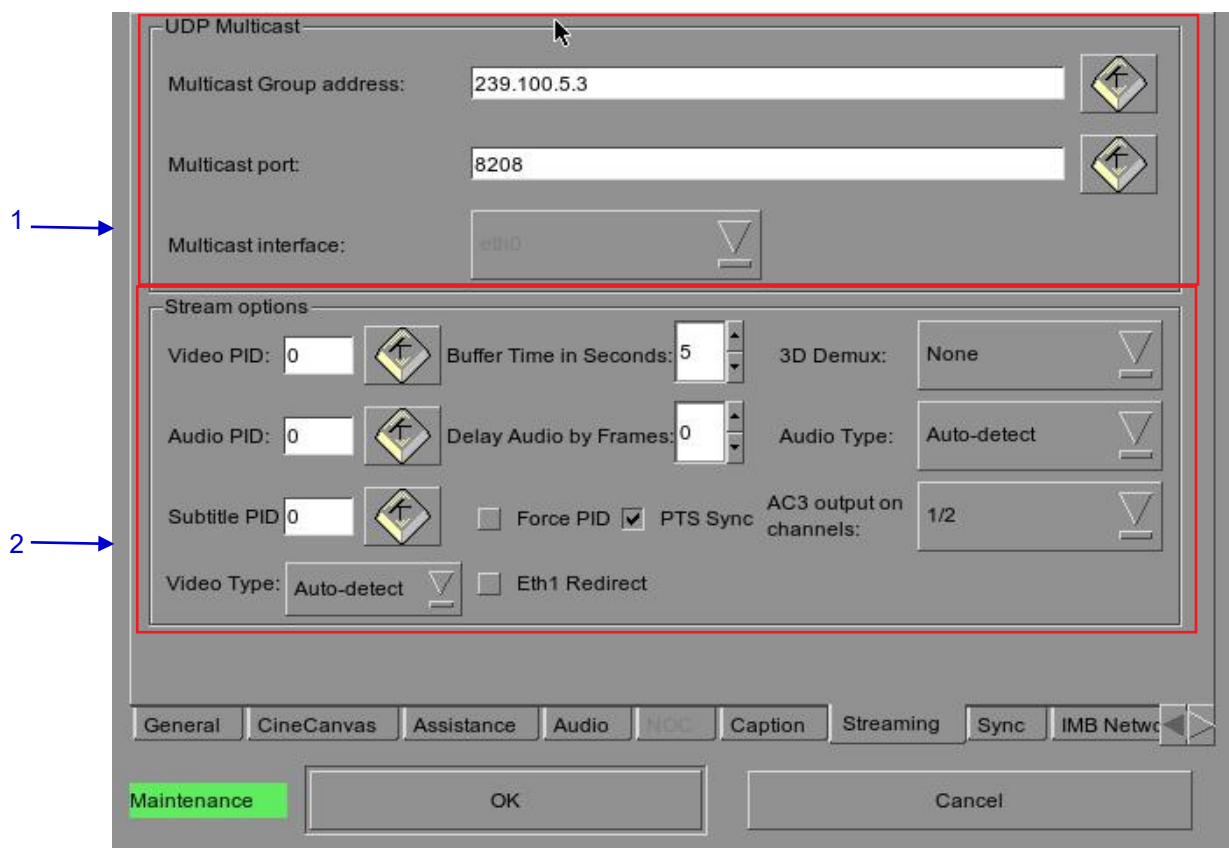 UDP Multicast
Multicast Group address: 239.100.5.3
Multicast port: 8208
1
Multicast interface: eth0
Stream options
Video PID: 0 Buffer Time in Seconds: 5 3D Demux: None
Audio PID: 0 Delay Audio by Frames: 0 Audio Type: Auto-detect
Subtitle PID 0 Force PID PTS Sync AC3 output on channels: 1/2
2
Video Type: Auto-detect Eth1 Redirect
General CineCanvas Assistance Audio NOC Caption Streaming Sync IMB Netwo
Maintenance OK Cancel